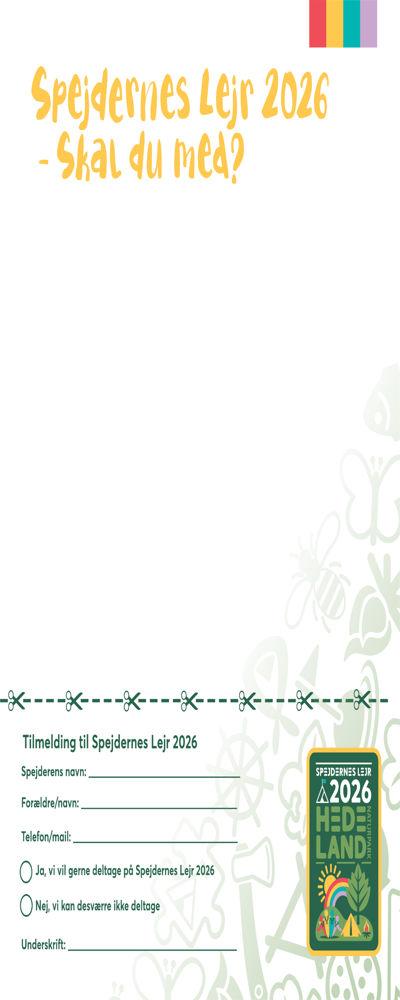 Spejdernes Lejr 2026
- Skal du med?
Tilmelding til Spejdernes Lejr 2026
Spejderens navn:
Forældre/navn:
Telefon/mail:
Ja, vi vil gerne deltage på Spejdernes Lejr 2026
Nej, vi kan desværre ikke deltage
Underskrift:
SPEJDERNES LEJR
2026
HEDE
LAND
NATURPARK